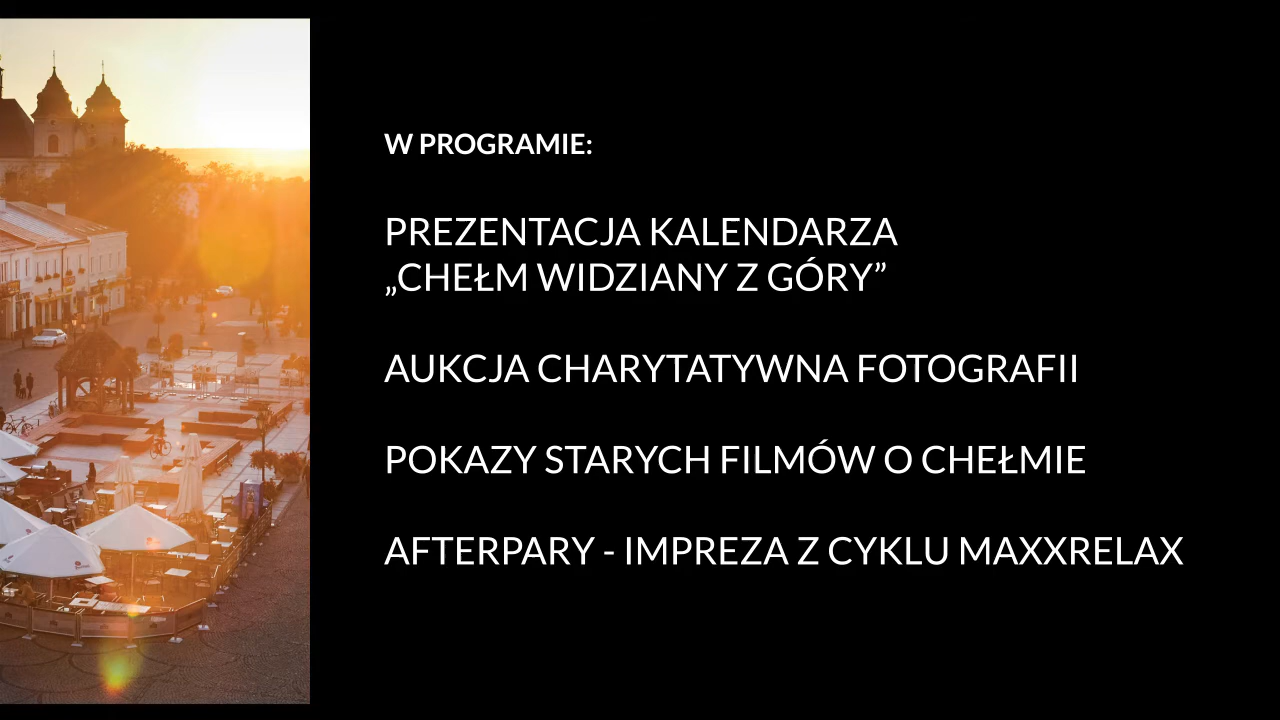 W PROGRAMIE:
PREZENTACJA KALENDARZA
„CHEŁM WIDZIANY Z GÓRY”
AUKCJA CHARYTATYWNA FOTOGRAFII
POKAZY STARYCH FILMÓW O CHEŁMIE
AFTERPARY - IMPREZA Z CYKLU MAXXRELAX